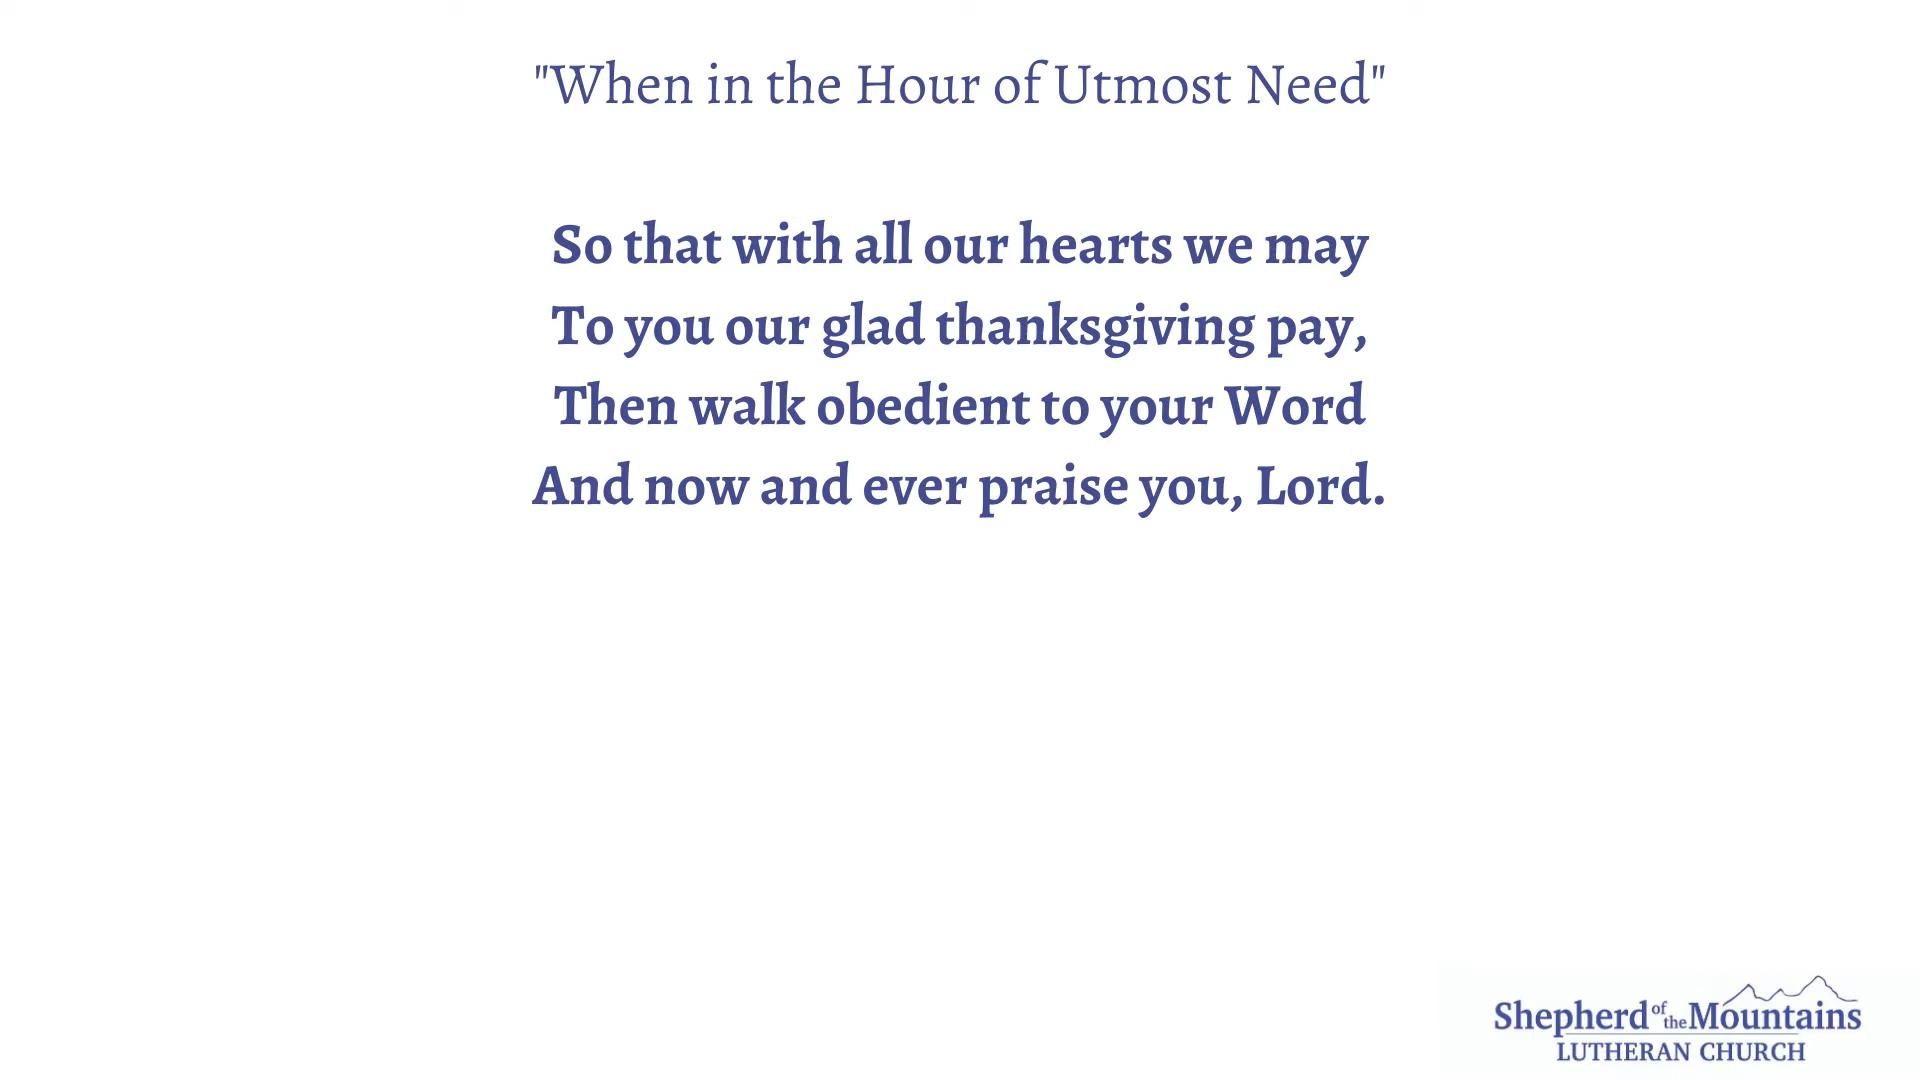 "When in the Hour of Utmost Need"
So that with all our hearts we may
To you our glad thanksgiving pay,
Then walk obedient to your Word
And now and ever praise you, Lord.
Shepherd of the Mountains
LUTHERAN CHURCH